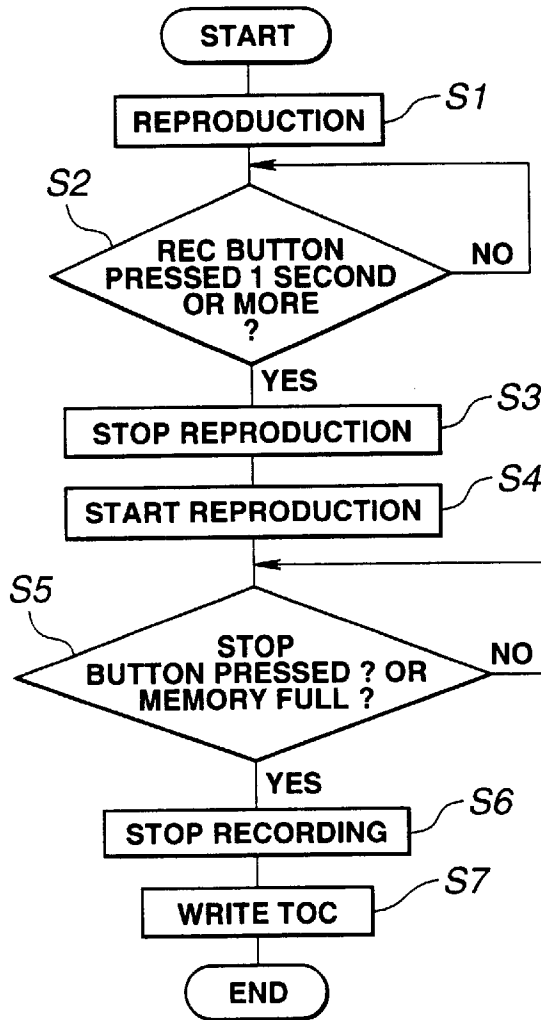 START
REPRODUCTION
S1
S2
REC BUTTON
PRESSED 1 SECOND
OR MORE
?
NO
YES
STOP REPRODUCTION
S3
START REPRODUCTION
S4
S5
STOP
BUTTON PRESSED ? OR
MEMORY FULL ?
NO
YES
STOP RECORDING
S6
WRITE TOC
S7
END